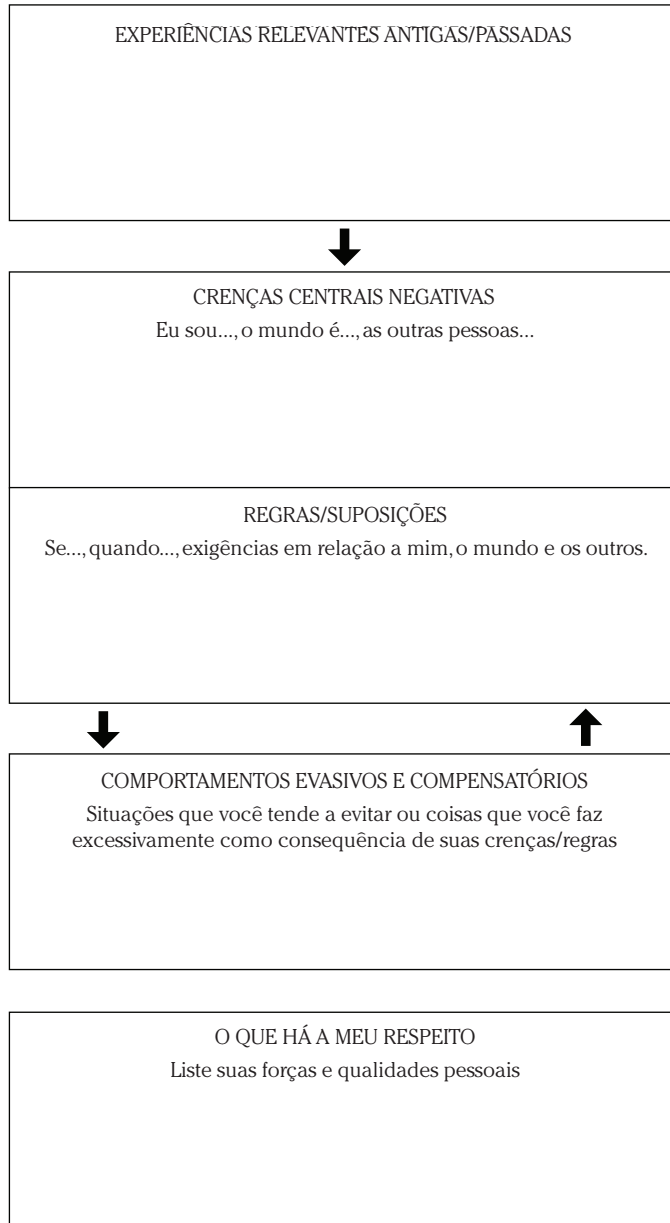 EXPERIÊNCIAS RELEVANTES ANTIGAS/PASSADAS
CRENÇAS CENTRAIS NEGATIVAS
Eu sou..., o mundo é..., as outras pessoas...
REGRAS/SUPOSIÇÕES
Se..., quando..., exigências em relação a mim, o mundo e os outros.
COMPORTAMENTOS EVASIVOS E COMPENSATÓRIOS
Situações que você tende a evitar ou coisas que você faz
excessivamente como consequência de suas crenças/regras
O QUE HÁ A MEU RESPEITO
Liste suas forças e qualidades pessoais